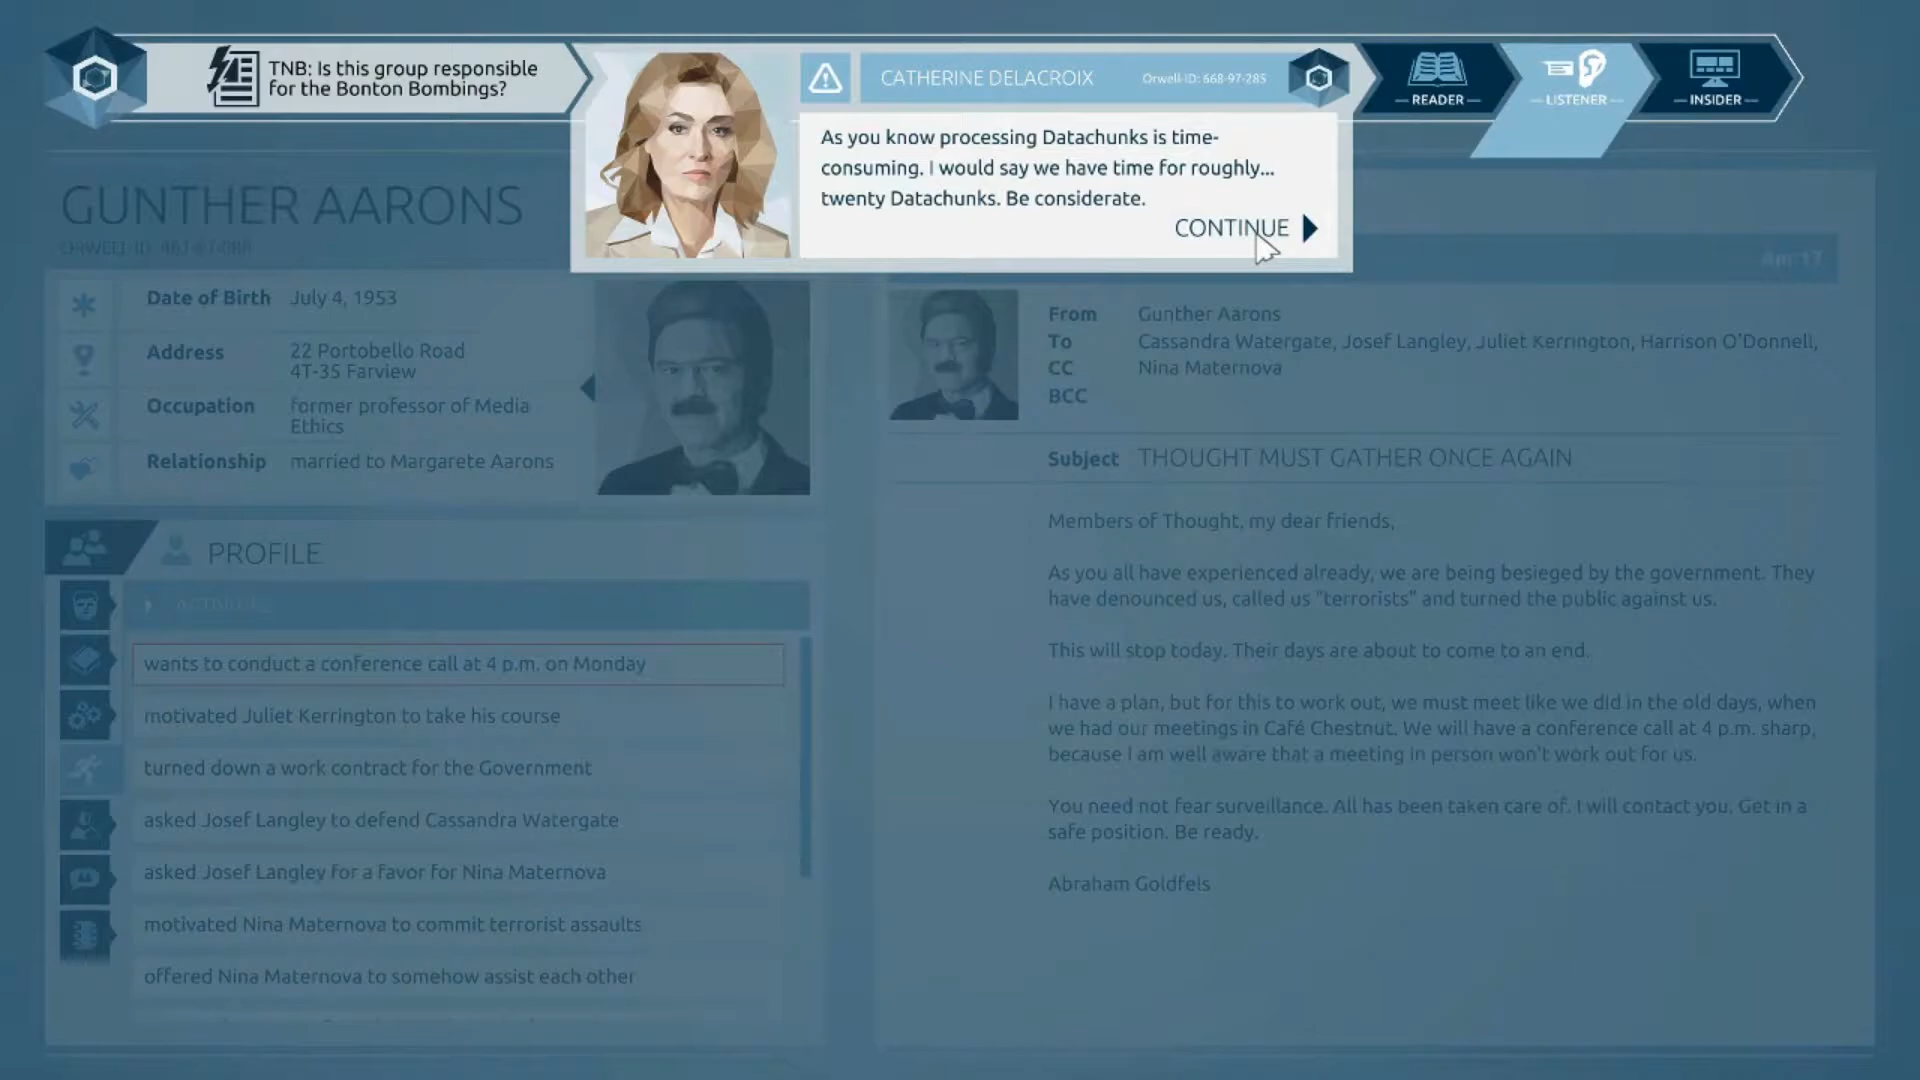 TNB: Is this group responsible
for the Bonton Bombings?
CATHERINE DELACROIX
Orwell-ID: 668-97-285
As you know processing Datachunks is time-
consuming. I would say we have time for roughly...
twenty Datachunks. Be considerate.
CONTINUE
— READER —
— LISTENER —
— INSIDER —
GUNTHER AARONS
Date of Birth July 4, 1953
Address 22 Portobello Road
4T-35 Farview
Occupation former professor of Media
Ethics
Relationship married to Margarete Aarons
PROFILE
wants to conduct a conference call at 4 p.m. on Monday
motivated Juliet Kerrington to take his course
turned down a work contract for the Government
asked Josef Langley to defend Cassandra Watergate
asked Josef Langley for a favor for Nina Maternova
motivated Nina Maternova to commit terrorist assaults
offered Nina Maternova to somehow assist each other
Apr 17
From Gunther Aarons
To Cassandra Watergate, Josef Langley, Juliet Kerrington, Harrison O'Donnell,
CC Nina Maternova
BCC
Subject THOUGHT MUST GATHER ONCE AGAIN
Members of Thought, my dear friends,
As you all have experienced already, we are being besieged by the government. They
have denounced us, called us "terrorists" and turned the public against us.
This will stop today. Their days are about to come to an end.
I have a plan, but for this to work out, we must meet like we did in the old days, when
we had our meetings in Café Chestnut. We will have a conference call at 4 p.m. sharp,
because I am well aware that a meeting in person won't work out for us.
You need not fear surveillance. All has been taken care of. I will contact you. Get in a
safe position. Be ready.
Abraham Goldfels